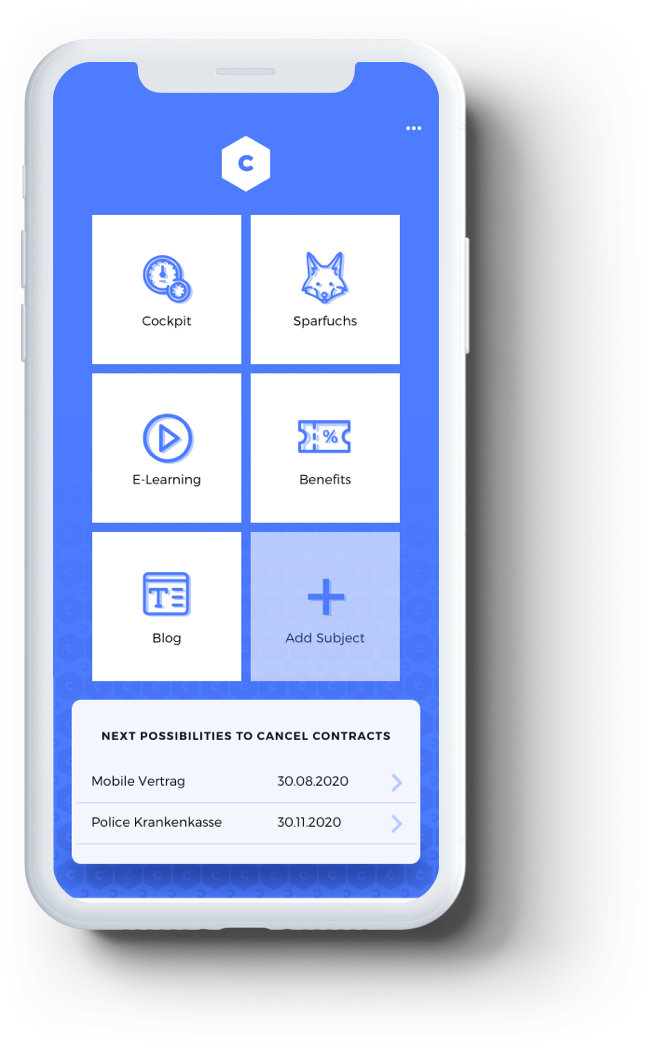 C
Cockpit
Sparfuchs
E-Learning
%
Benefits
T
Blog
Add Subject
NEXT POSSIBILITIES TO CANCEL CONTRACTS
Mobile Vertrag 30.08.2020
Police Krankenkasse 30.11.2020